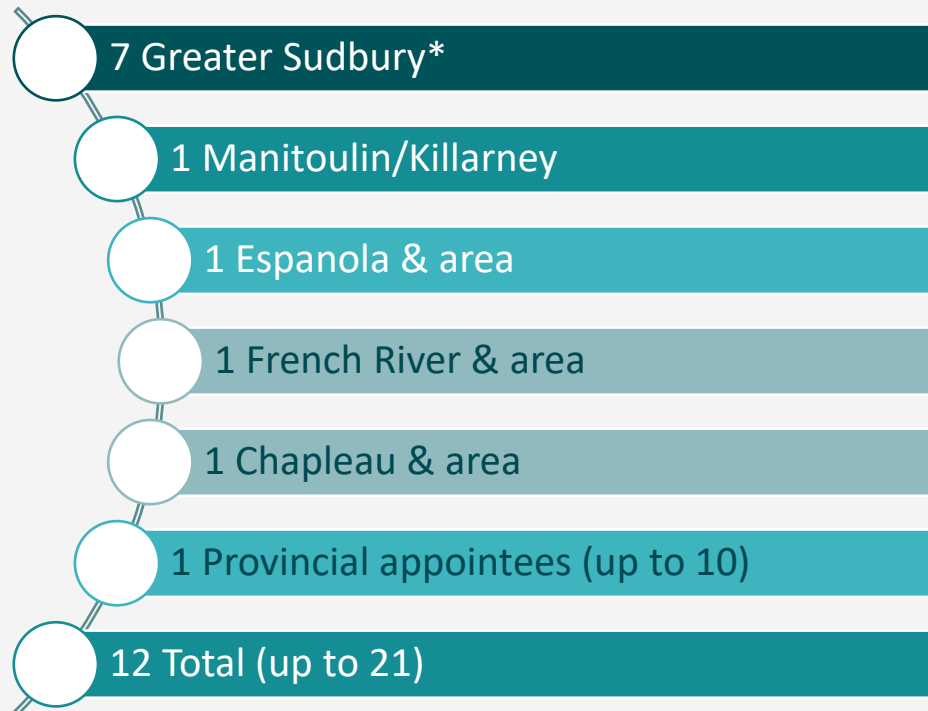 7 Greater Sudbury*
1 Manitoulin/Killarney
1 Espanola & area
1 French River & area
1 Chapleau & area
1 Provincial appointees (up to 10)
12 Total (up to 21)